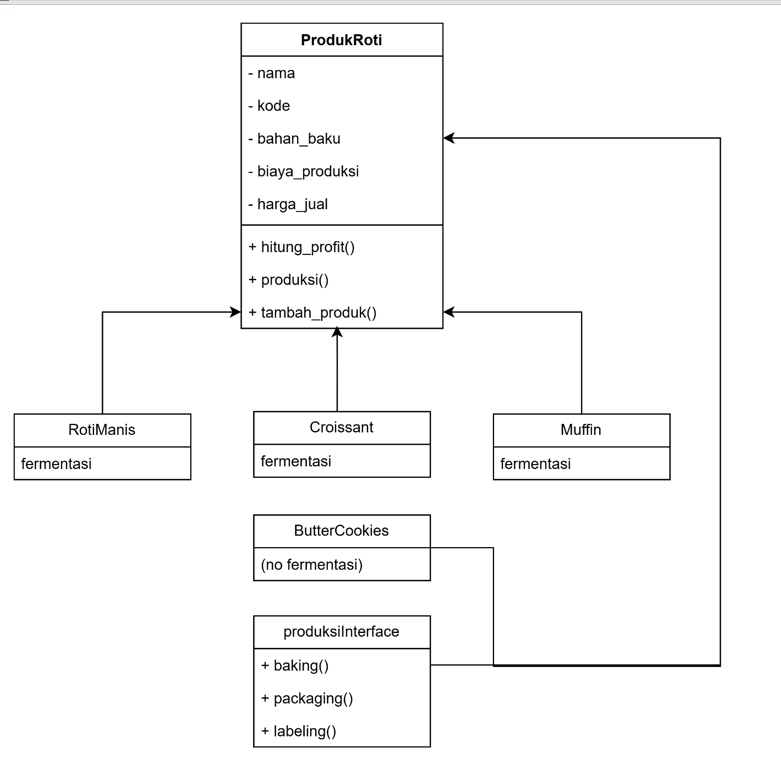 ProdukRoti
- nama
- kode
- bahan_baku
- biaya_produksi
- harga_jual
+ hitung_profit()
+ produksi()
+ tambah_produk()
RotiManis
fermentasi
Croissant
fermentasi
Muffin
fermentasi
ButterCookies
(no fermentasi)
produksiInterface
+ baking()
+ packaging()
+ labeling()